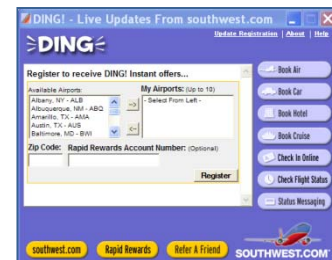 DING! - Live Updates From southwest.com
Update Registration | About | Help
DING
Register to receive DING! Instant offers...
Available Airports:
Albany, NY - ALB
Albuquerque, NM - ABQ
Amarillo, TX - AMA
Austin, TX - AUS
Baltimore, MD - BWI
->
<-
My Airports: (Up to 10)
- Select From Left -
Zip Code: Rapid Rewards Account Number: (Optional)
Register
Book Air
Book Car
Book Hotel
Book Cruise
Check In Online
Check Flight Status
Status Messaging
southwest.com
Rapid Rewards
Refer A Friend
SOUTHWEST.COM